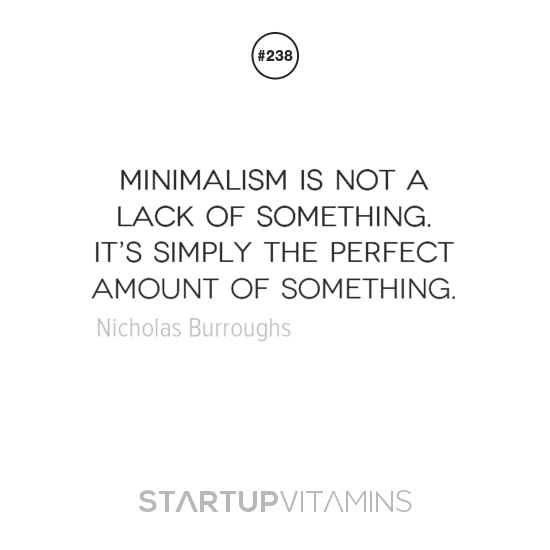 #238
MINIMALISM IS NOT A
LACK OF SOMETHING.
IT'S SIMPLY THE PERFECT
AMOUNT OF SOMETHING.
Nicholas Burroughs
STARTUPVITAMINS